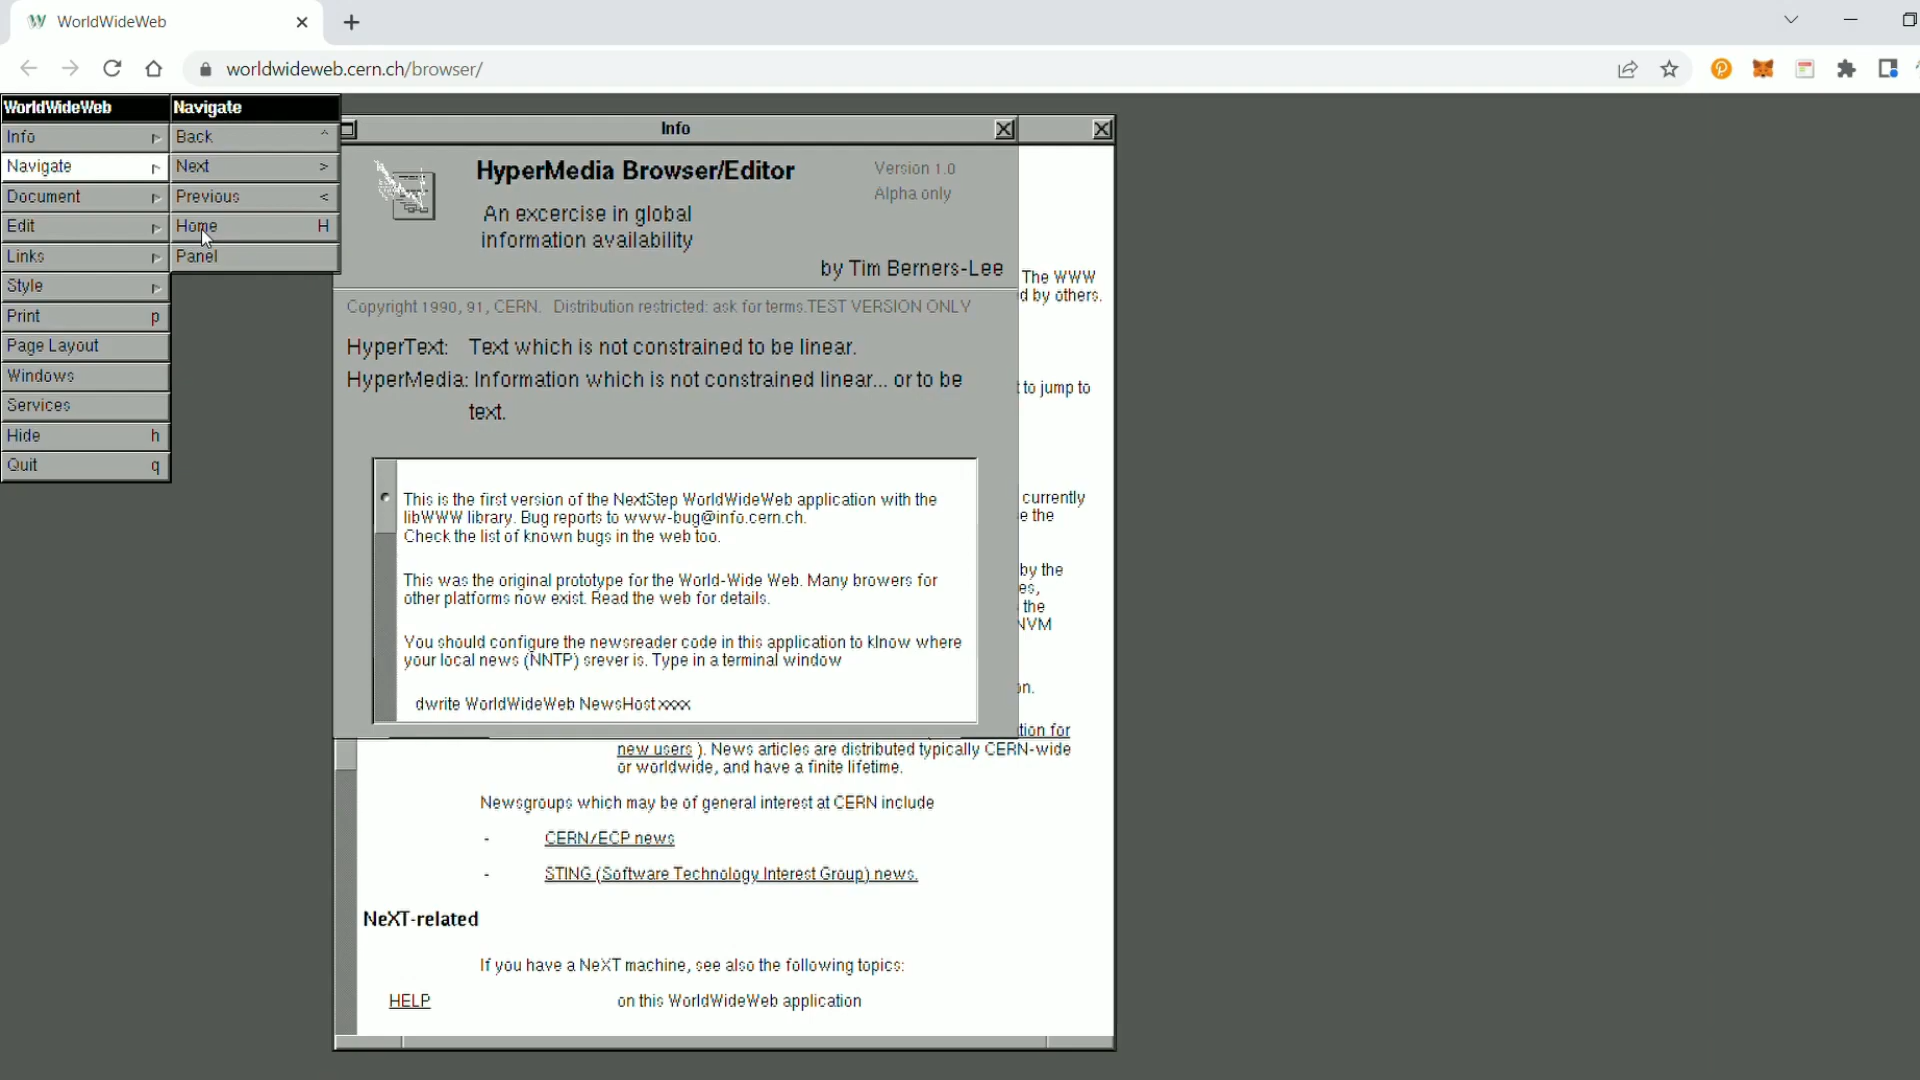 WorldWideWeb
worldwideweb.cern.ch/browser/
WorldWideWeb
Info
Navigate
Document
Edit
Links
Style
Print p
Page Layout
Windows
Services
Hide h
Quit q
Navigate
Back ^
Next >
Previous <
Home H
Panel
Info
HyperMedia Browser/Editor
Version 1.0
Alpha only
An excercise in global
information availability
by Tim Berners-Lee
Copyright 1990, 91, CERN. Distribution restricted: ask for terms.TEST VERSION ONLY
HyperText: Text which is not constrained to be linear.
HyperMedia: Information which is not constrained linear... or to be
text.
This is the first version of the NextStep WorldWideWeb application with the
libWWW library. Bug reports to www-bug@info.cern.ch.
Check the list of known bugs in the web too.
This was the original prototype for the World-Wide Web. Many browers for
other platforms now exist. Read the web for details.
You should configure the newsreader code in this application to klnow where
your local news (NNTP) srever is. Type in a terminal window
dwrite WorldWideWeb NewsHost xxxx
The WWW
d by others.
to jump to
currently
e the
by the
es,
the
NVM
on.
tion for
new users ). News articles are distributed typically CERN-wide
or worldwide, and have a finite lifetime.
Newsgroups which may be of general interest at CERN include
- CERN/ECP news
- STING (Software Technology Interest Group) news.
NeXT-related
If you have a NeXT machine, see also the following topics:
HELP on this WorldWideWeb application